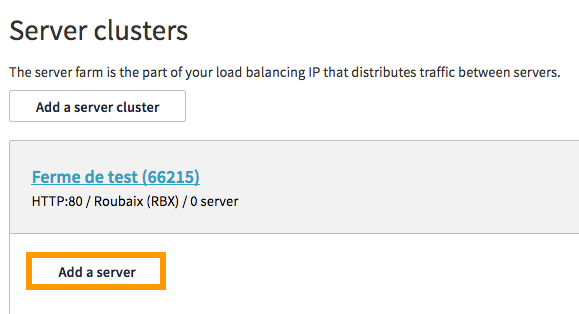 Server clusters
The server farm is the part of your load balancing IP that distributes traffic between servers.
Add a server cluster
Ferme de test (66215)
HTTP:80 / Roubaix (RBX) / 0 server
Add a server